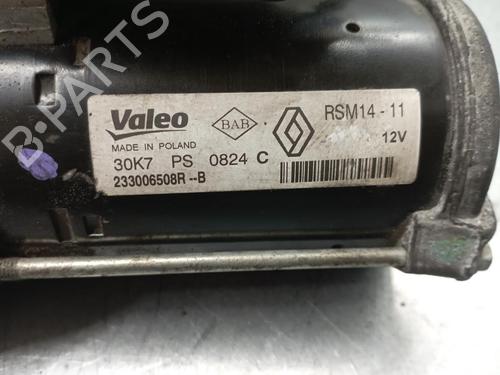 B-PARTS
Valeo
BAB
RSM14 - 11
MADE IN POLAND
12V
30K7 PS 0824 C
233006508R --B